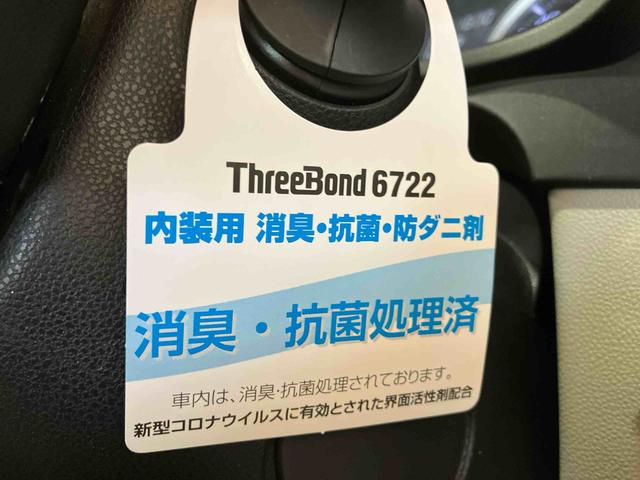 ThreeBond 6722
内装用 消臭・抗菌・防ダニ剤
消臭・抗菌処理済
車内は、消臭・抗菌処理されております。
新型コロナウイルスに有効とされた界面活性剤配合